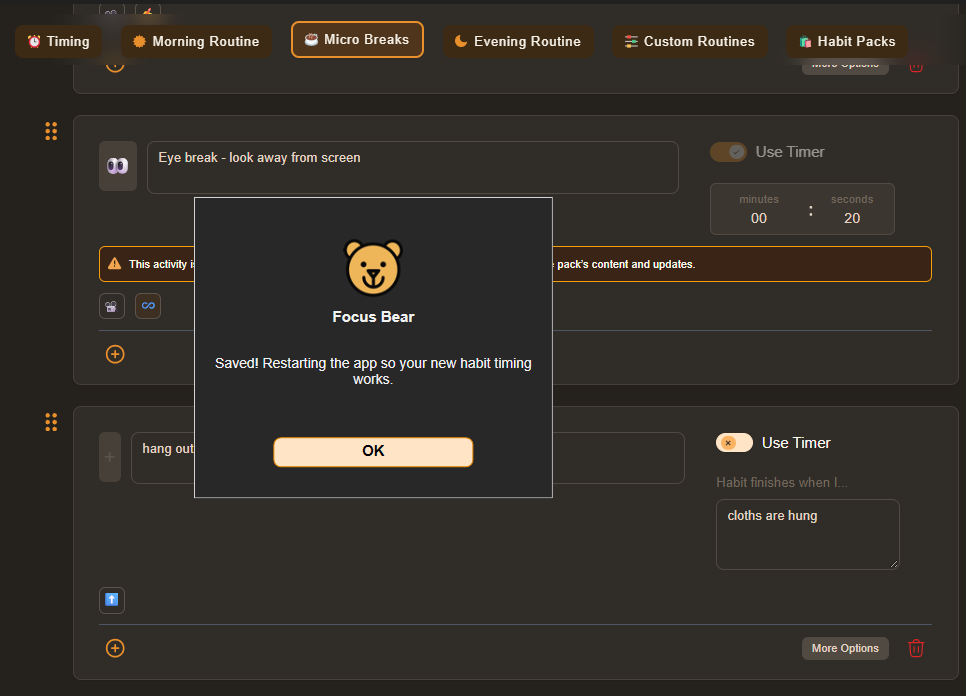 Timing
Morning Routine
Micro Breaks
Evening Routine
Custom Routines
Habit Packs
More Options
Eye break - look away from screen
Use Timer
minutes
seconds
00 : 20
This activity
pack's content and updates.
Focus Bear
Saved! Restarting the app so your new habit timing
works.
OK
hang out
Use Timer
Habit finishes when I...
cloths are hung
More Options